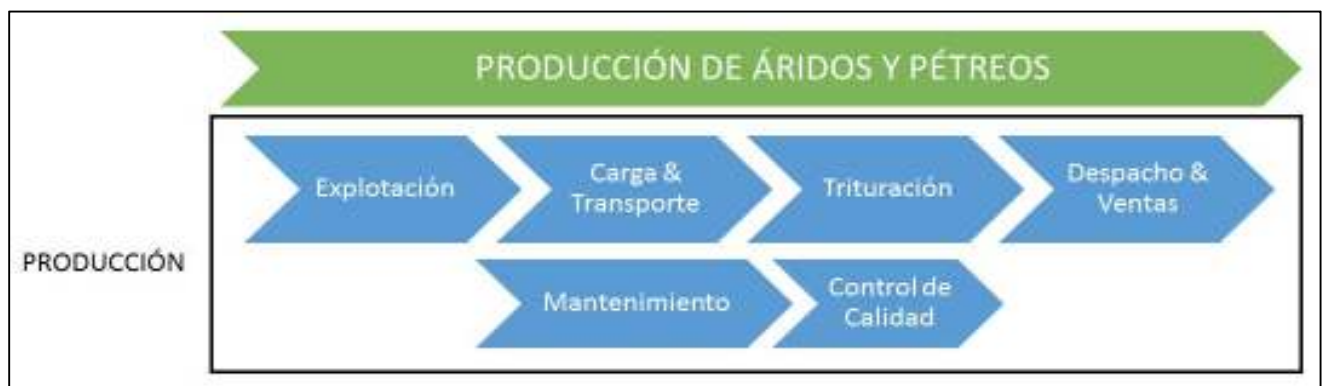 PRODUCCIÓN DE ÁRIDOS Y PÉTREOS
Explotación
Carga &
Transporte
Trituración
Despacho &
Ventas
PRODUCCIÓN
Mantenimiento
Control de
Calidad